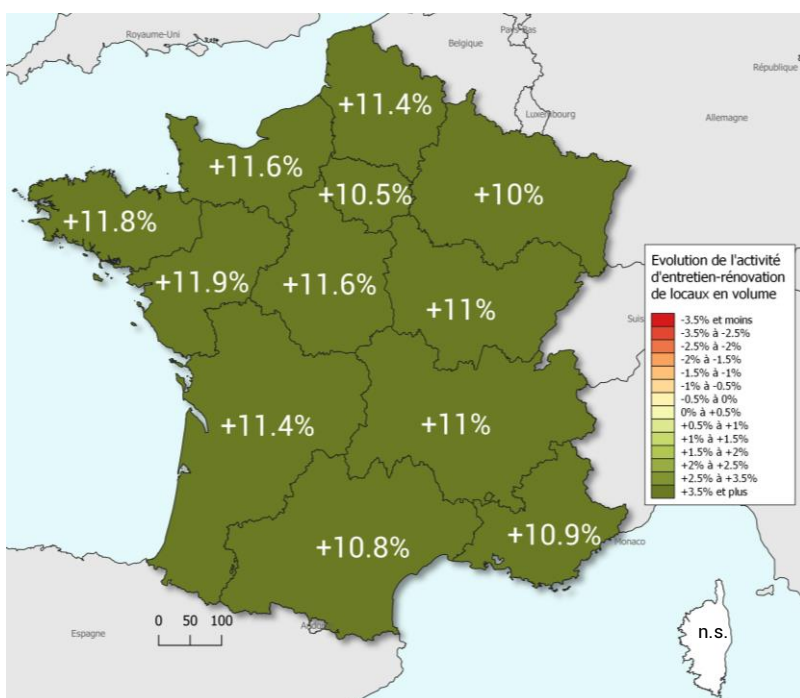 Royaume-Uni
Pays-Bas
Belgique
République
Luxembourg
Allemagne
+11.4%
+11.6%
+10.5%
+10%
+11.8%
+11.9%
+11.6%
+11%
Evolution de l'activité
d'entretien-rénovation
de locaux en volume
-3.5% et moins
-3.5% à -2.5%
-2.5% à -2%
-2% à -1.5%
-1.5% à -1%
-1% à -0.5%
-0.5% à 0%
0% à +0.5%
+0.5% à +1%
+1% à +1.5%
+1.5% à +2%
+2% à +2.5%
+2.5% à +3.5%
+3.5% et plus
+11.4%
+11%
+10.8%
+10.9%
Monaco
0 50 100
Espagne
n.s.